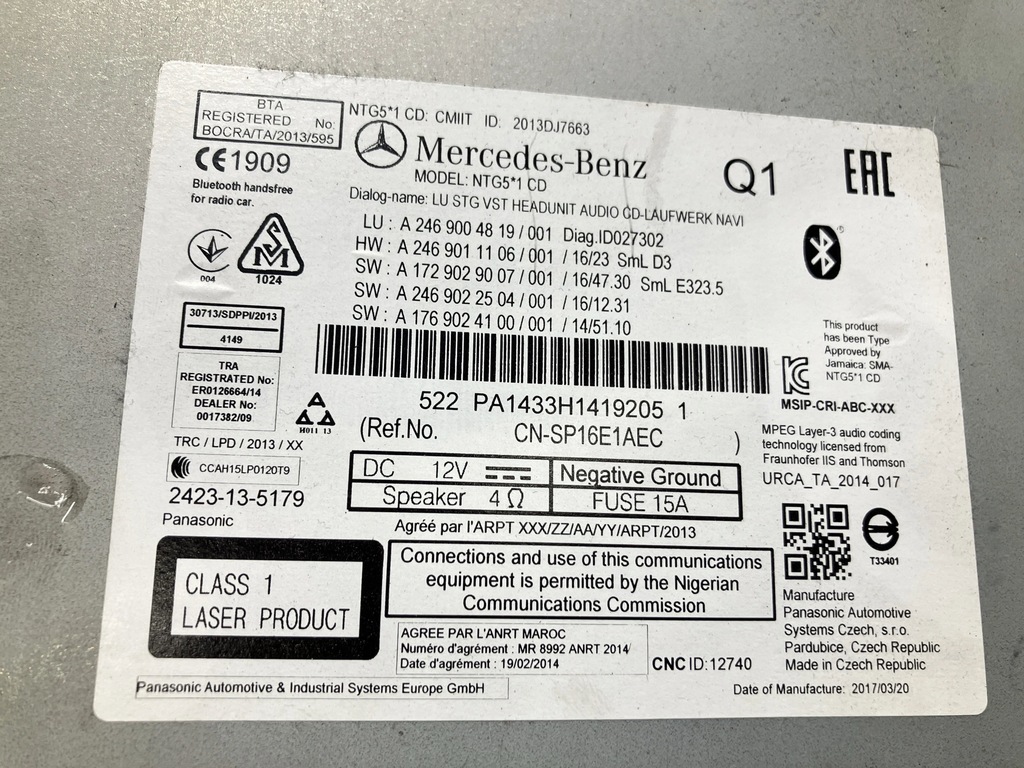 BTA
REGISTERED No:
BOCRA/TA/2013/595
NTG5*1 CD: CMIIT ID: 2013DJ7663
Mercedes-Benz
MODEL: NTG5*1 CD
Q1
EAC
CE1909
Bluetooth handsfree
for radio car.
Dialog-name: LU STG VST HEADUNIT AUDIO CD-LAUFWERK NAVI
LU : A 246 900 48 19 / 001 Diag.ID027302
HW : A 246 901 11 06 / 001 / 16/23 SmL D3
SW : A 172 902 90 07 / 001 / 16/47.30 SmL E323.5
SW : A 246 902 25 04 / 001 / 16/12.31
SW : A 176 902 41 00 / 001 / 14/51.10
004
SM
1024
30713/SDPPI/2013
4149
TRA
REGISTRATED No:
ER0126664/14
DEALER No:
0017382/09
H011 13
522 PA1433H1419205 1
(Ref.No. CN-SP16E1AEC )
This product
has been Type
Approved by
Jamaica: SMA-
NTG5*1 CD
MSIP-CRI-ABC-XXX
MPEG Layer-3 audio coding
technology licensed from
Fraunhofer IIS and Thomson
URCA_TA_2014_017
TRC / LPD / 2013 / XX
CCAH15LP0120T9
2423-13-5179
Panasonic
DC 12V
Negative Ground
Speaker 4 Ω
FUSE 15A
Agréé par l'ARPT XXX/ZZ/AA/YY/ARPT/2013
T33401
CLASS 1
LASER PRODUCT
Connections and use of this communications
equipment is permitted by the Nigerian
Communications Commission
AGREE PAR L'ANRT MAROC
Numéro d'agrément : MR 8992 ANRT 2014
Date d'agrément : 19/02/2014
CNC ID: 12740
Manufacture
Panasonic Automotive
Systems Czech, s.r.o.
Pardubice, Czech Republic
Made in Czech Republic
Panasonic Automotive & Industrial Systems Europe GmbH
Date of Manufacture: 2017/03/20